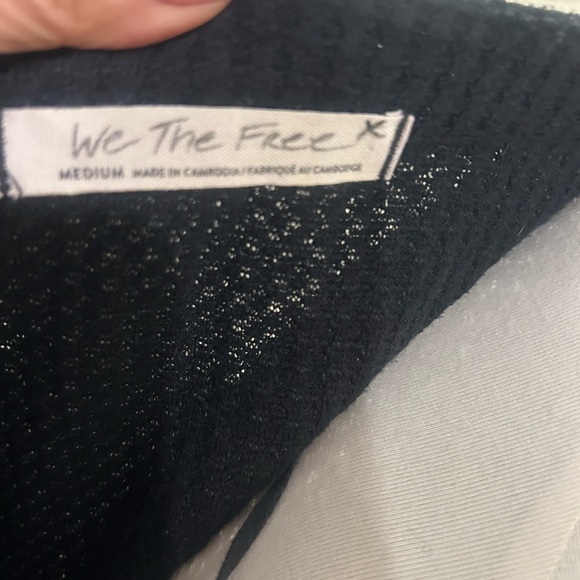 We The Free x
MEDIUM MADE IN CAMBODIA / FABRIQUÉ AU CAMBODGE